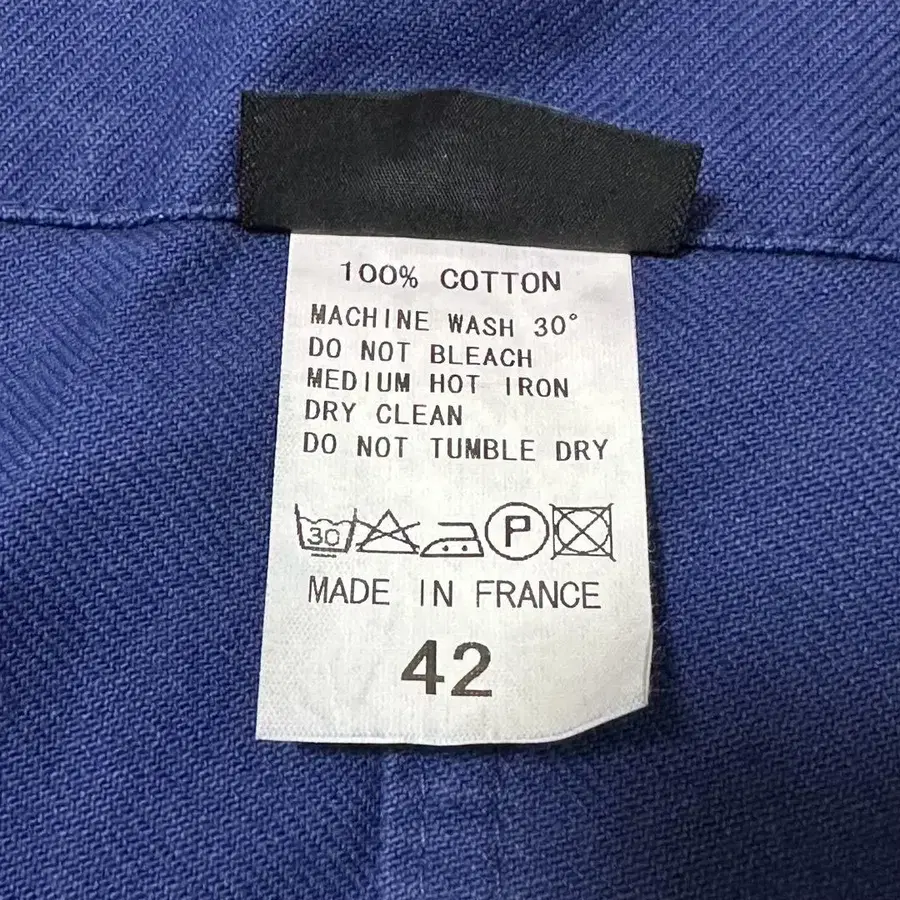 100% COTTON
MACHINE WASH 30°
DO NOT BLEACH
MEDIUM HOT IRON
DRY CLEAN
DO NOT TUMBLE DRY
30 P
MADE IN FRANCE
42